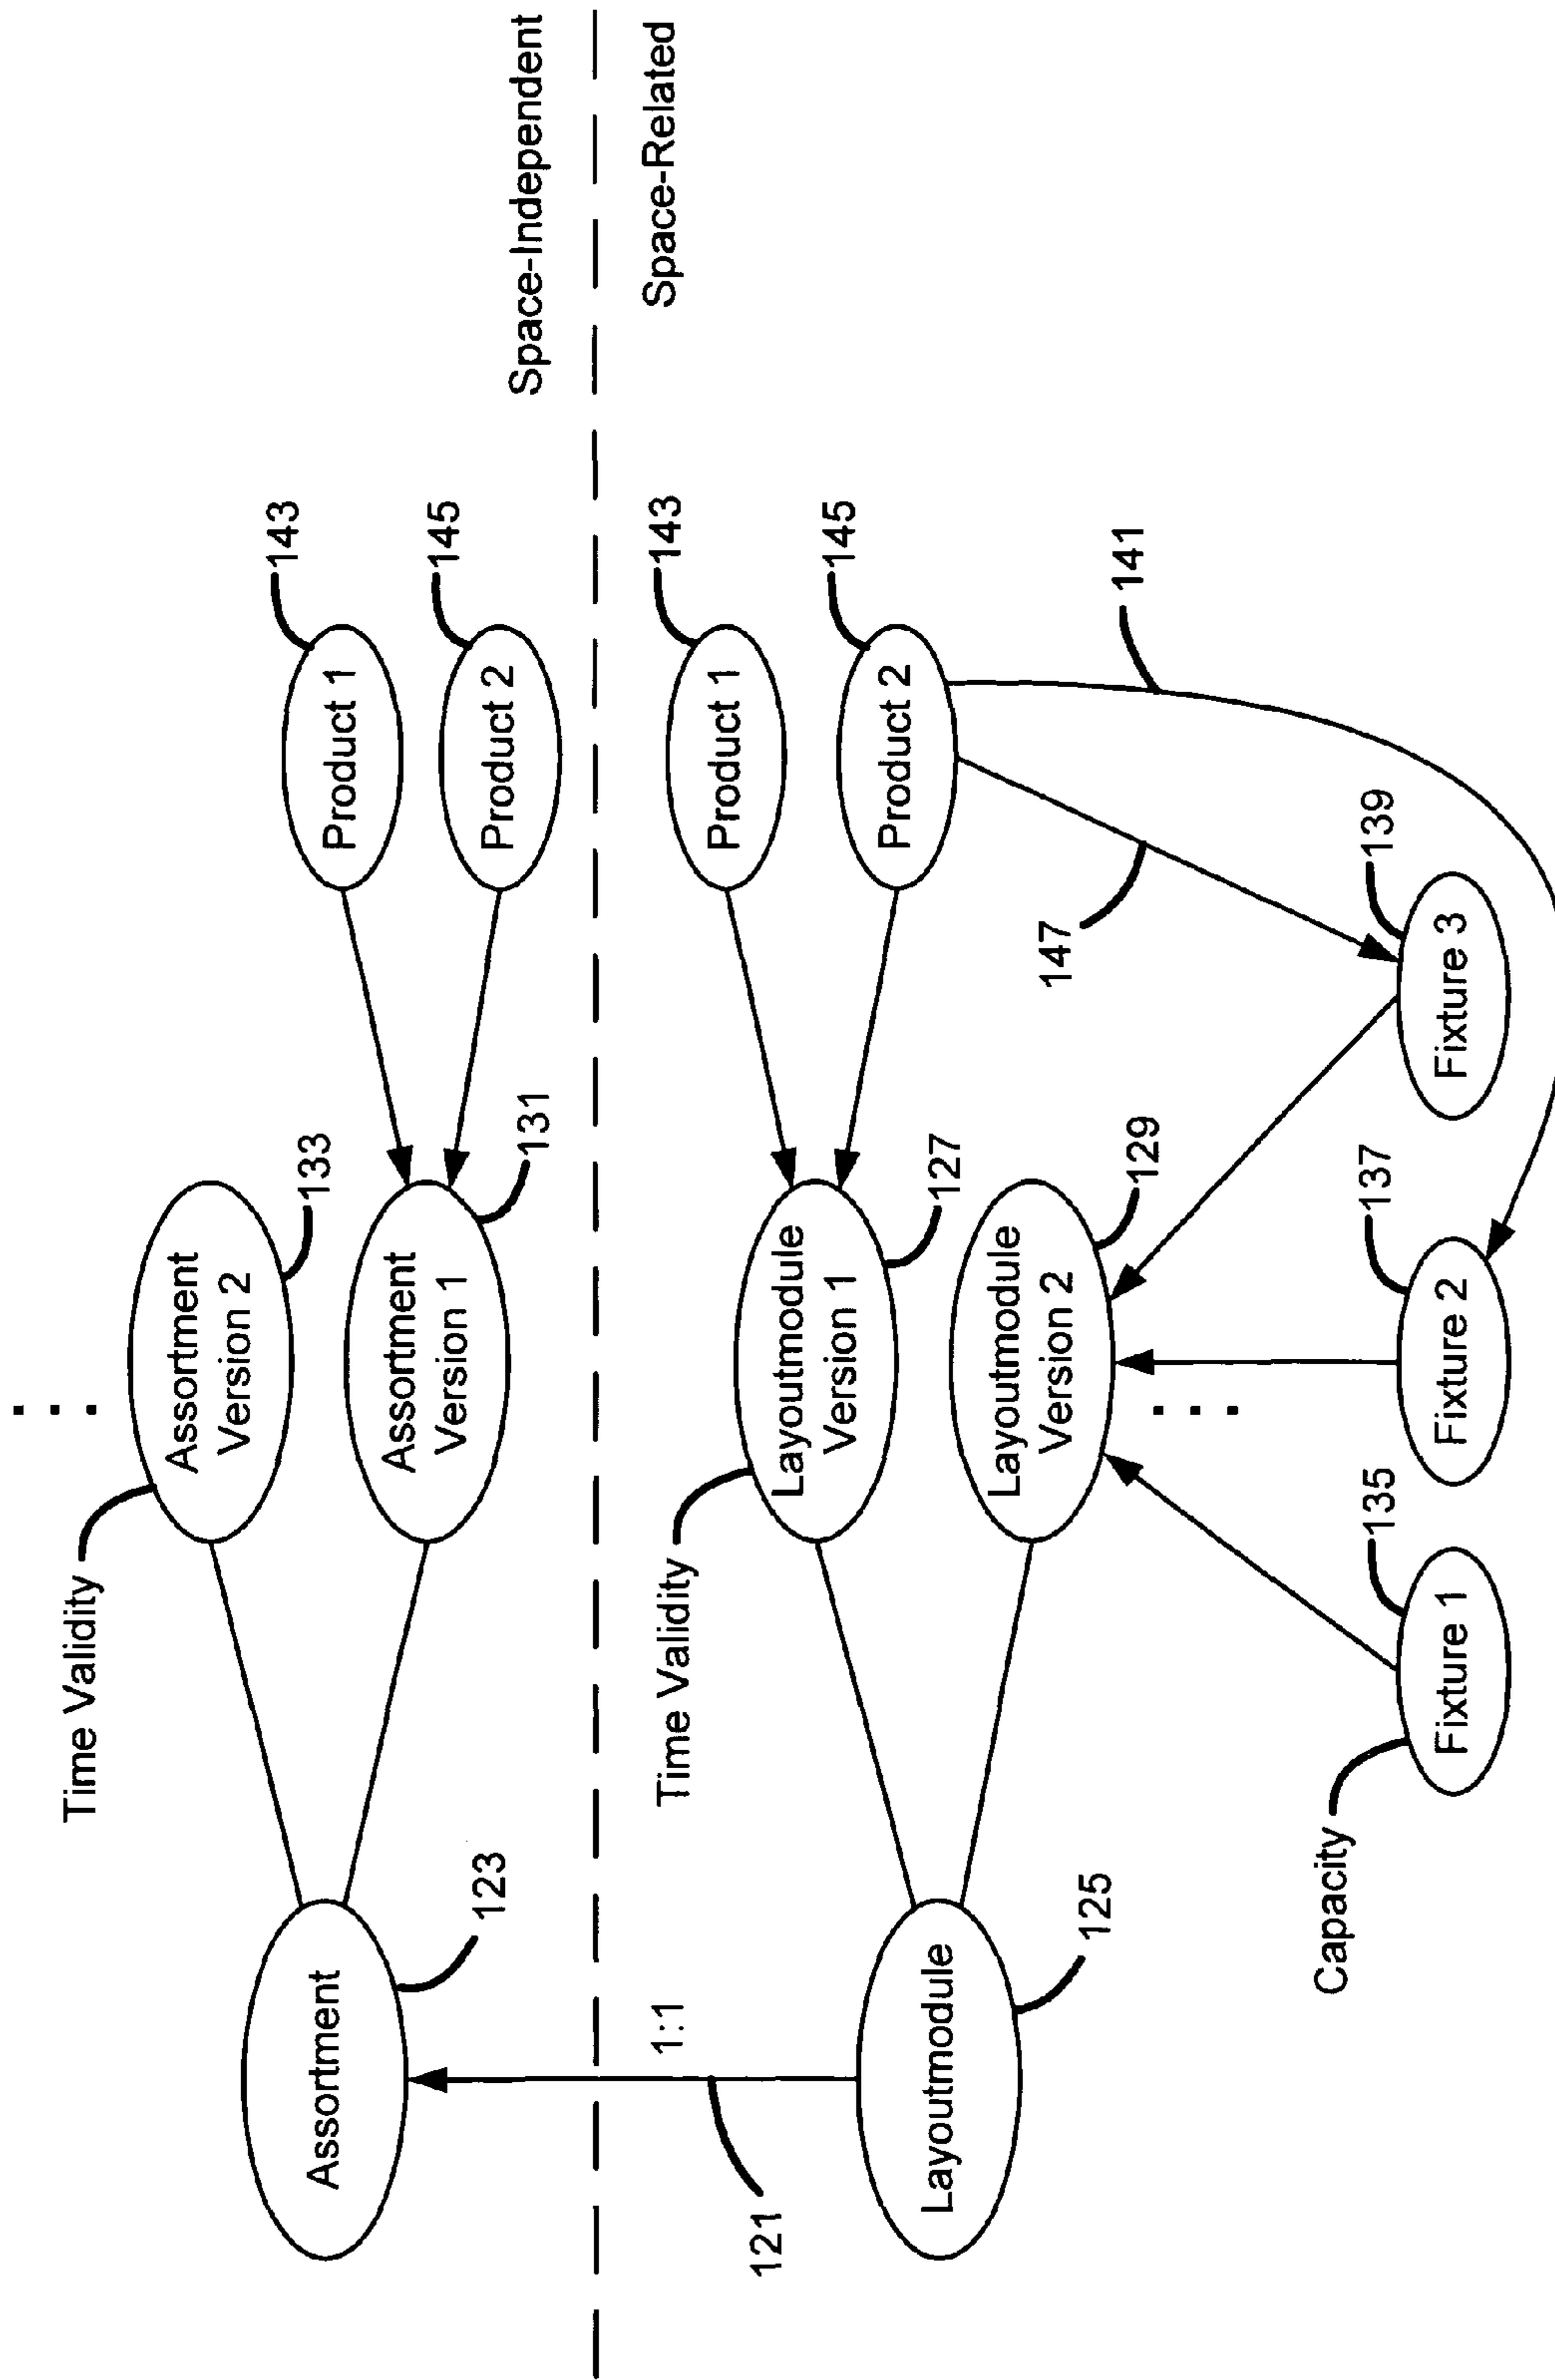 Space-Independent
Space-Related
Time Validity
Assortment
Version 2
133
Assortment
Version 1
131
Product 1
143
Product 2
145
Assortment
123
1:1
121
Layoutmodule
125
Time Validity
Layoutmodule
Version 1
127
Layoutmodule
Version 2
129
Product 1
143
Product 2
145
141
147
Capacity
Fixture 1
135
Fixture 2
137
Fixture 3
139